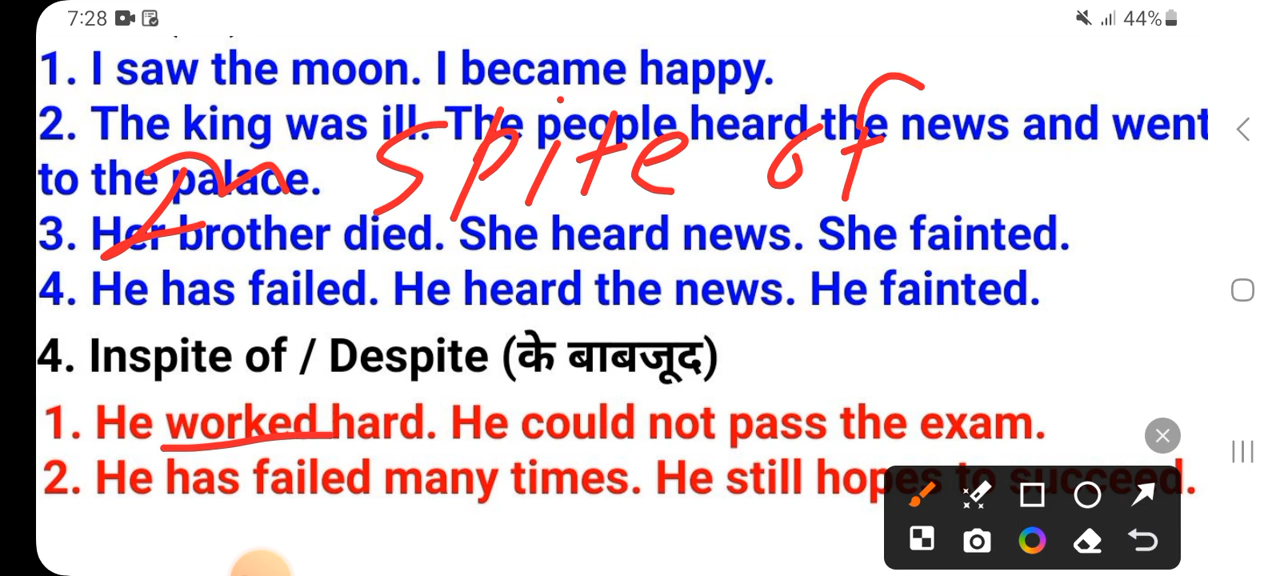 7:28
44%
1. I saw the moon. I became happy.
2. The king was ill. The people heard the news and went
to the palace.
In spite of
3. Her brother died. She heard news. She fainted.
4. He has failed. He heard the news. He fainted.
4. Inspite of / Despite (के बाबजूद)
1. He worked hard. He could not pass the exam.
2. He has failed many times. He still hopes to succeed.